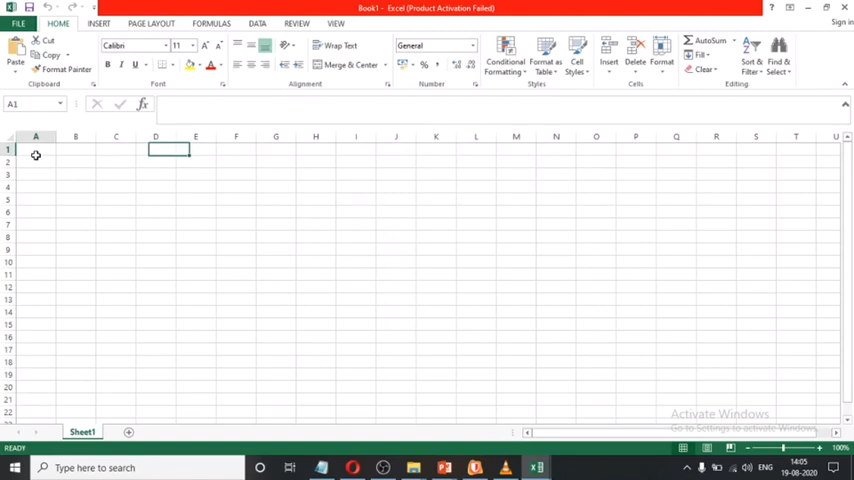 Book1 - Excel (Product Activation Failed)
Sign in
FILE HOME INSERT PAGE LAYOUT FORMULAS DATA REVIEW VIEW
Paste
Cut
Copy
Format Painter
Clipboard
Calibri 11
B I U
Font
Wrap Text
Merge & Center
Alignment
General
%
Number
Conditional Formatting
Format as Table
Cell Styles
Styles
Insert
Delete
Format
Cells
AutoSum
Fill
Clear
Sort & Filter
Find & Select
Editing
A1
fx
A B C D E F G H I J K L M N O P Q R S T U
1
2
3
4
5
6
7
8
9
10
11
12
13
14
15
16
17
18
19
20
21
22
Activate Windows
Go to Settings to activate Windows.
Sheet1
READY
100%
Type here to search
ENG
14:05
19-08-2020